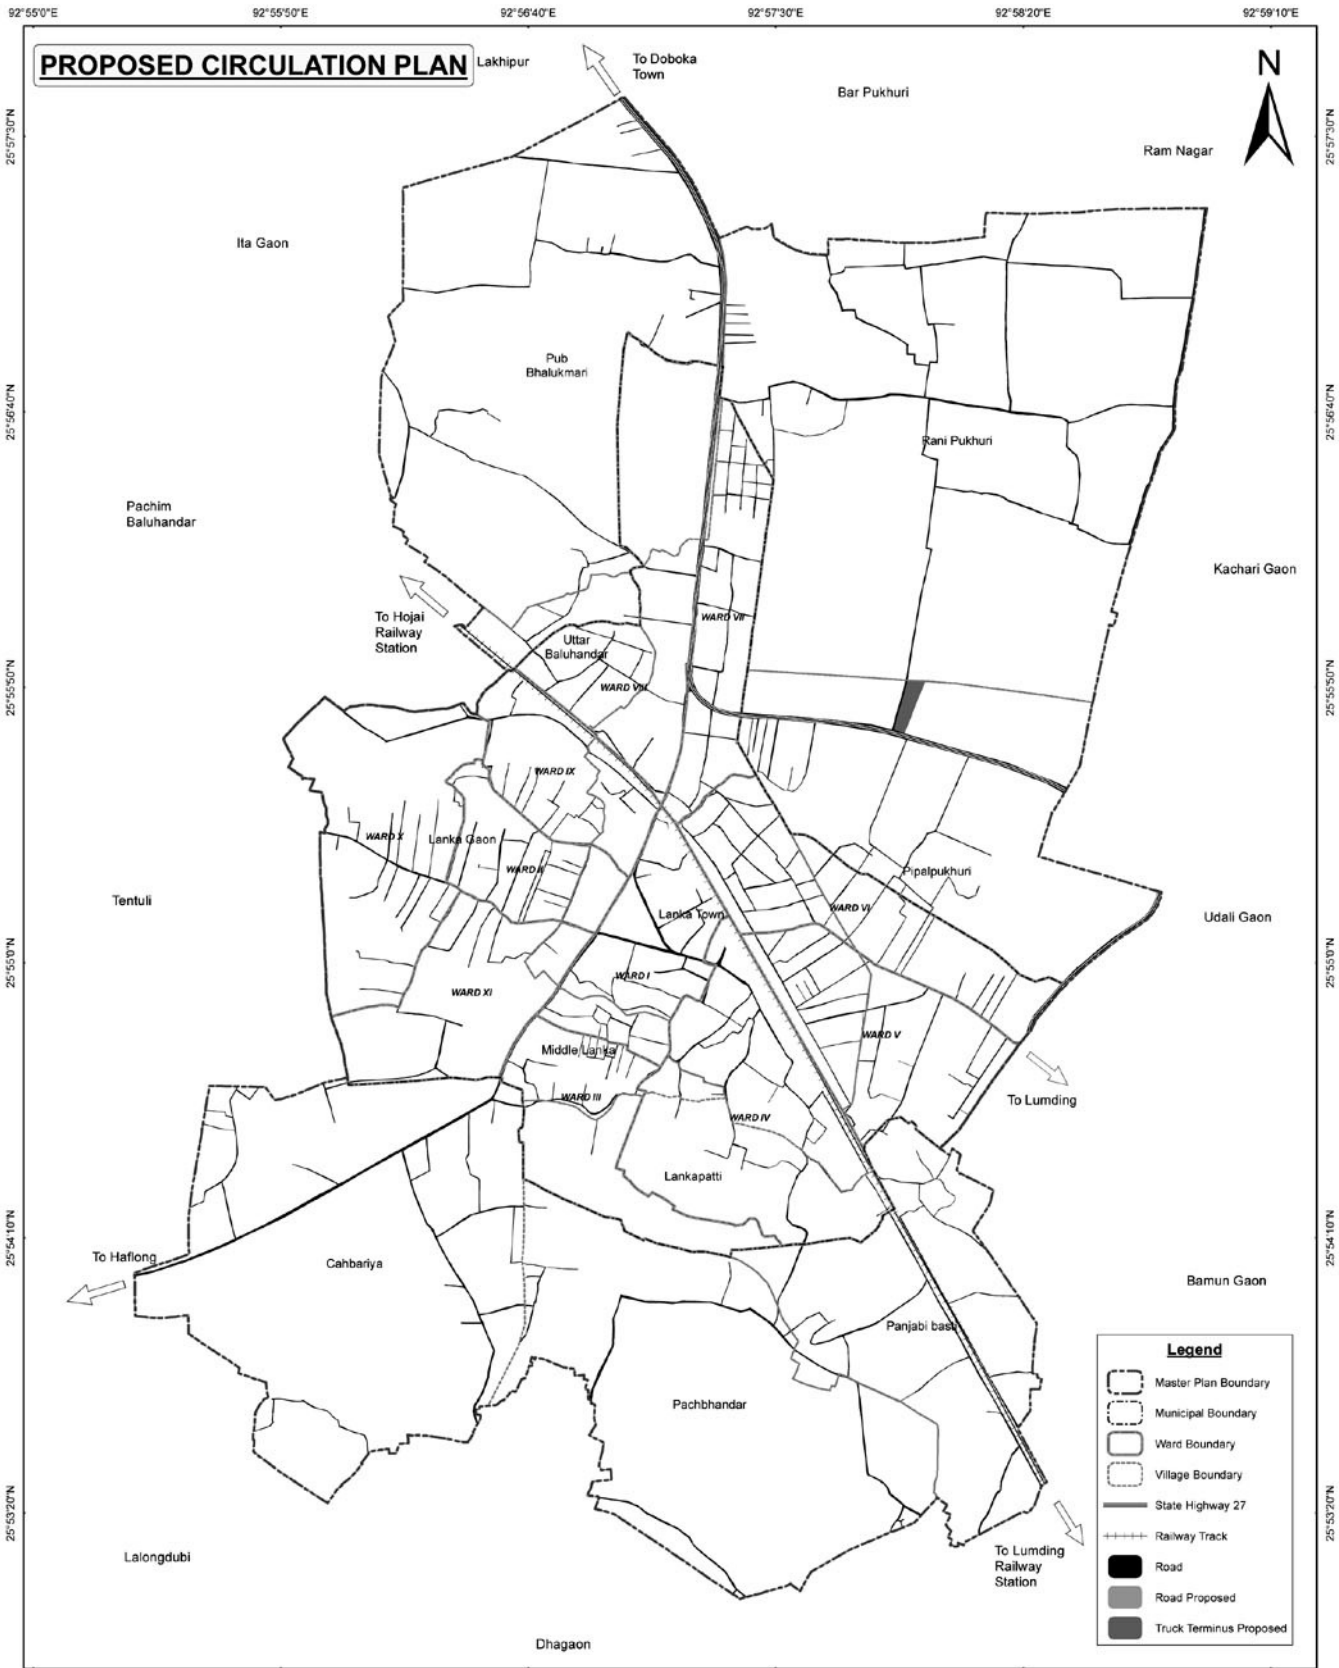 92°55'0"E
92°55'50"E
92°56'40"E
92°57'30"E
92°58'20"E
92°59'10"E
PROPOSED CIRCULATION PLAN
Lakhipur
To Doboka
Town
Bar Pukhuri
N
Ram Nagar
25°57'30"N
25°57'30"N
Ita Gaon
Pub
Bhalukmari
25°56'40"N
25°56'40"N
Rani Pukhuri
Pachim
Baluhandar
Kachari Gaon
To Hojai
Railway
Station
WARD VII
Uttar
Baluhandar
WARD VIII
25°55'50"N
25°55'50"N
WARD IX
WARD X
Lanka Gaon
WARD II
Pipalpukhuri
Tentuli
WARD VI
Lanka Town
Udali Gaon
25°55'0"N
25°55'0"N
WARD I
WARD XI
WARD V
Middle Lanka
WARD III
WARD IV
To Lumding
Lankapatti
25°54'10"N
25°54'10"N
To Haflong
Cahbariya
Bamun Gaon
Panjabi basti
Pachbhandar
Legend
Master Plan Boundary
Municipal Boundary
Ward Boundary
Village Boundary
State Highway 27
Railway Track
Road
Road Proposed
Truck Terminus Proposed
25°53'20"N
25°53'20"N
Lalongdubi
To Lumding
Railway
Station
Dhagaon